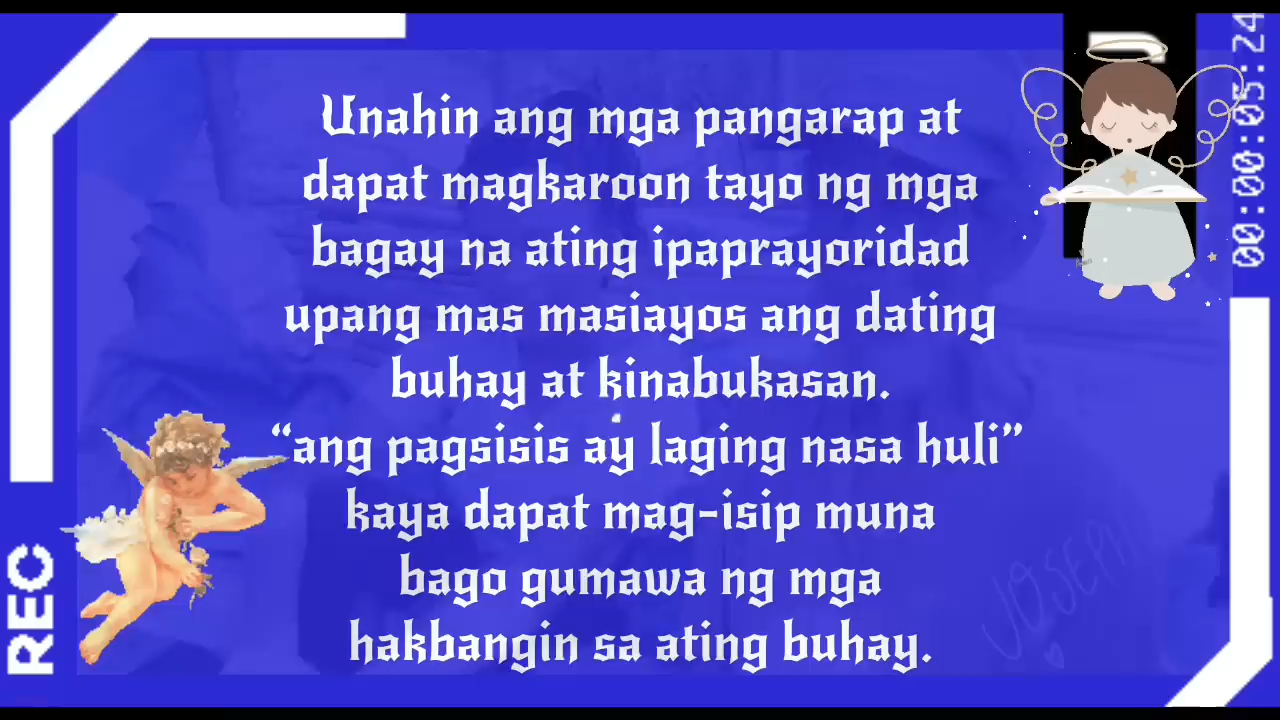 Unahin ang mga pangarap at
dapat magkaroon tayo ng mga
bagay na ating ipaprayoridad
upang mas masiayos ang dating
buhay at kinabukasan.
“ang pagsisis ay laging nasa huli”
kaya dapat mag-isip muna
bago gumawa ng mga
hakbangin sa ating buhay.
00:00:05:24
REC
JOSEPH